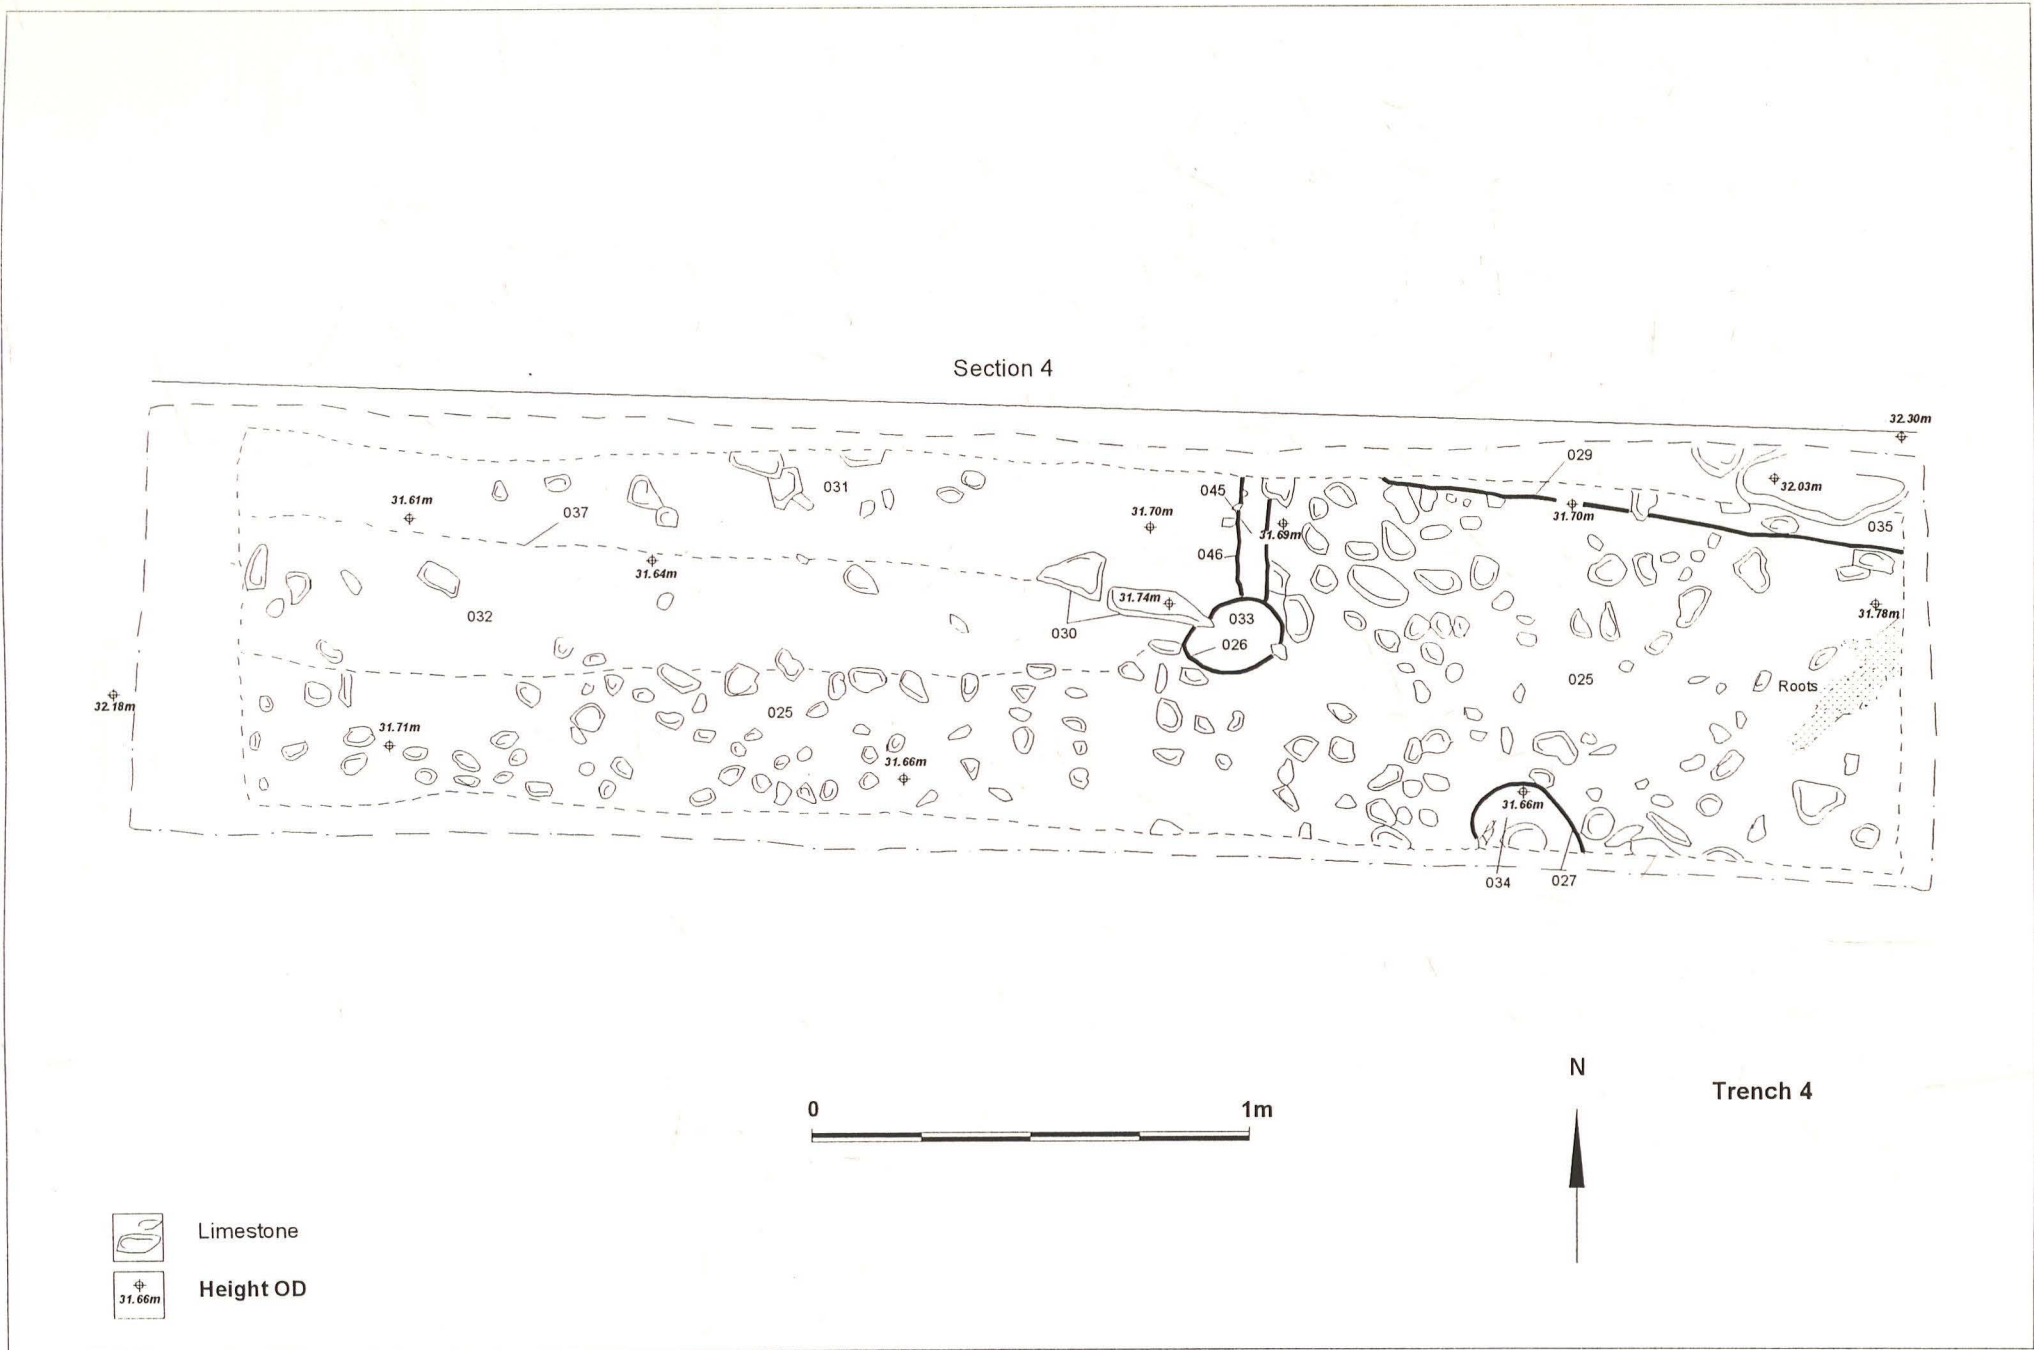 Section 4
32.30m
029
32.03m
031
045
31.61m
037
31.70m
31.70m
035
31.69m
046
31.64m
31.74m
31.78m
032
033
030
026
025
Roots
32.18m
025
31.71m
31.66m
31.66m
034
027
N
Trench 4
0
1m
Limestone
Height OD
31.66m